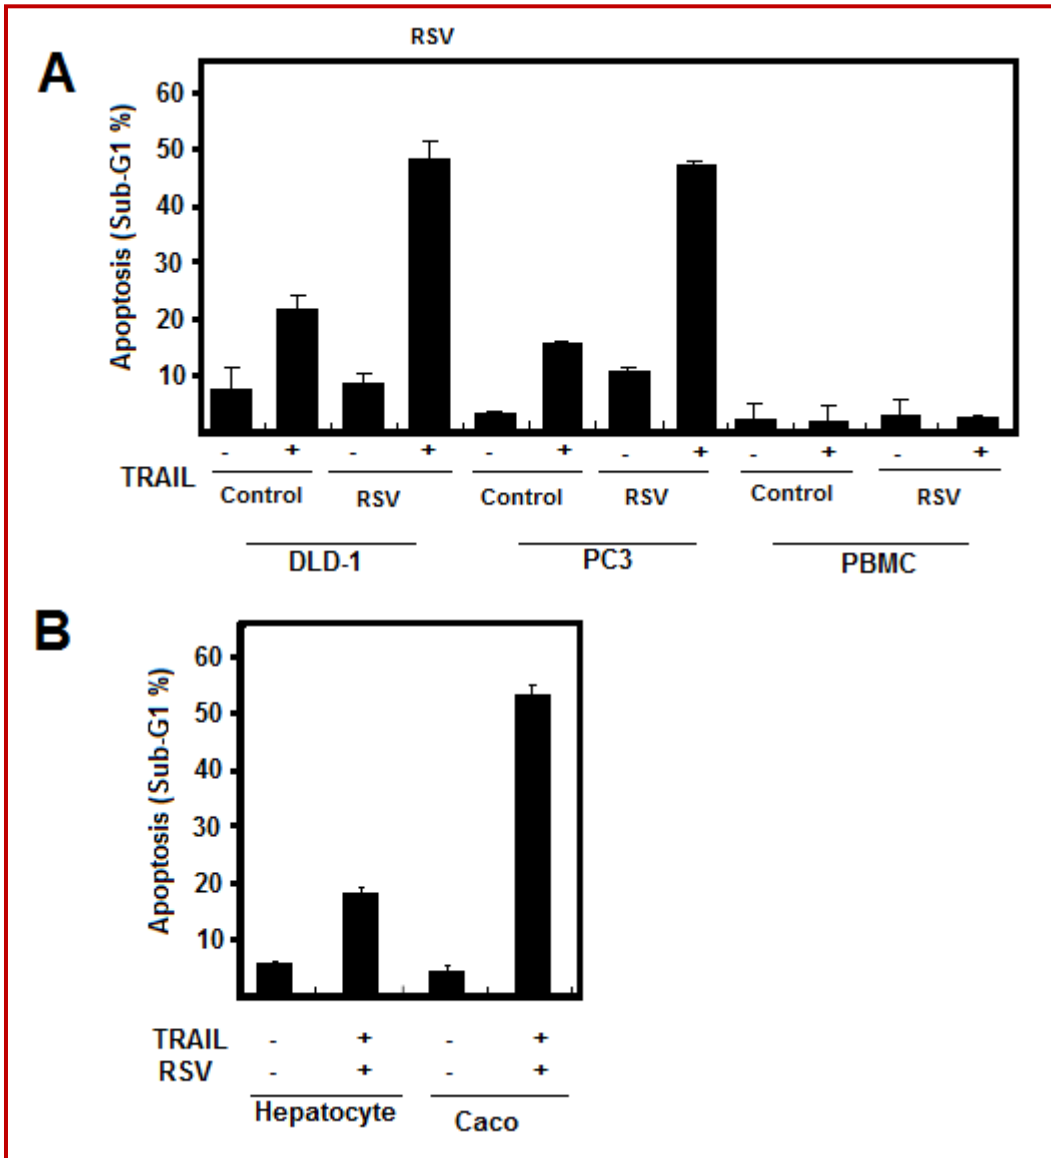 RSV
A
Apoptosis (Sub-G1 %)
60
50
40
30
20
10
- + - + - + - + - + - +
TRAIL
Control RSV Control RSV Control RSV
DLD-1 PC3 PBMC
B
Apoptosis (Sub-G1 %)
60
50
40
30
20
10
TRAIL - + - +
RSV - + - +
Hepatocyte Caco